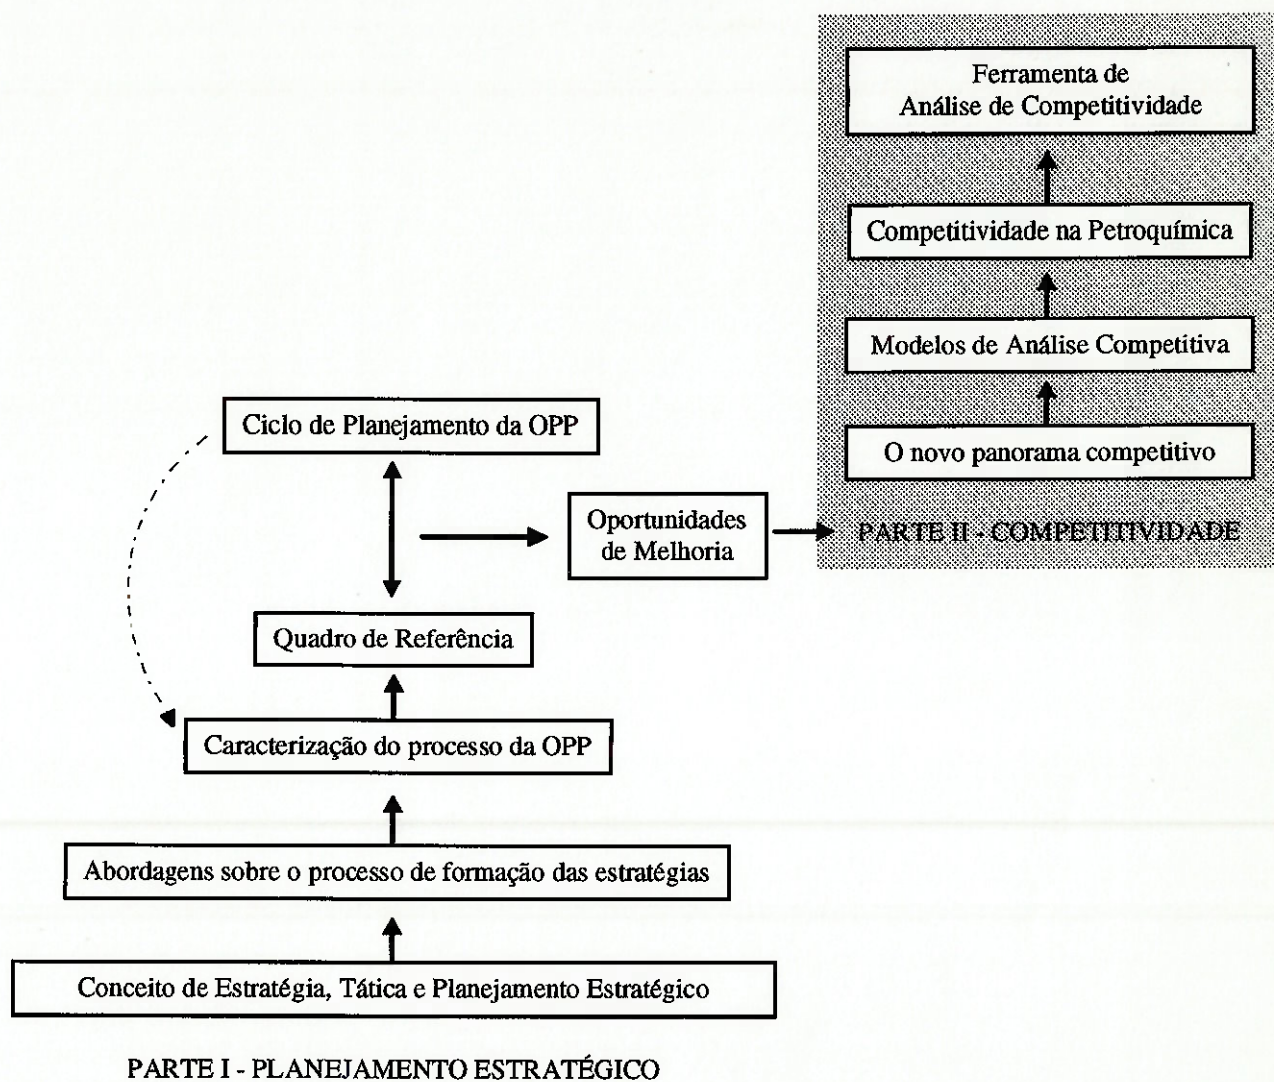 Ferramenta de
Análise de Competitividade
Competitividade na Petroquímica
Modelos de Análise Competitiva
O novo panorama competitivo
PARTE II - COMPETITIVIDADE
Ciclo de Planejamento da OPP
Oportunidades
de Melhoria
Quadro de Referência
Caracterização do processo da OPP
Abordagens sobre o processo de formação das estratégias
Conceito de Estratégia, Tática e Planejamento Estratégico
PARTE I - PLANEJAMENTO ESTRATÉGICO